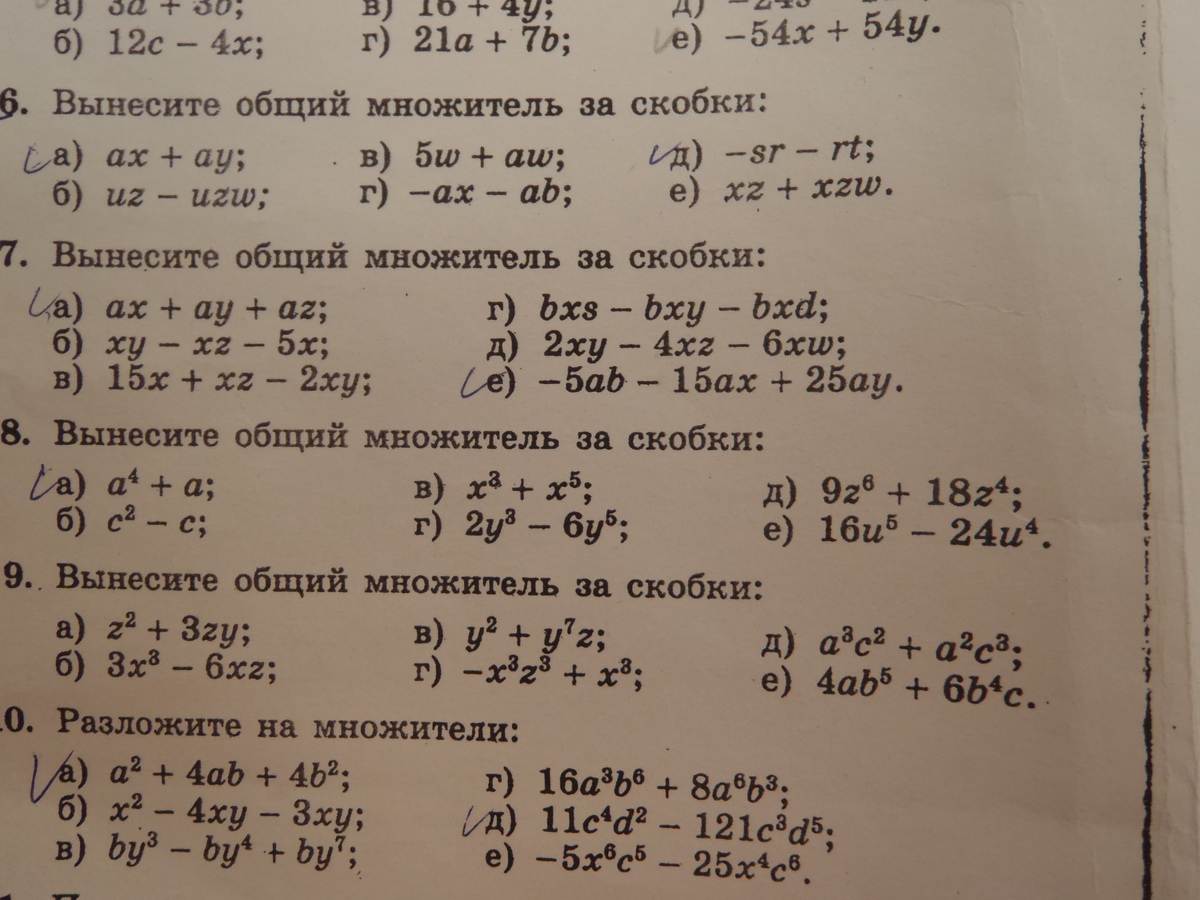 а) 3a + 3b; в) 16 + 4y; д)
б) 12c − 4x; г) 21a + 7b; е) −54x + 54y.
6. Вынесите общий множитель за скобки:
а) ax + ay; в) 5w + aw; д) −sr − rt;
б) uz − uzw; г) −ax − ab; е) xz + xzw.
7. Вынесите общий множитель за скобки:
а) ax + ay + az; г) bxs − bxy − bxd;
б) xy − xz − 5x; д) 2xy − 4xz − 6xw;
в) 15x + xz − 2xy; е) −5ab − 15ax + 25ay.
8. Вынесите общий множитель за скобки:
а) a⁴ + a; в) x³ + x⁵; д) 9z⁶ + 18z⁴;
б) c² − c; г) 2y³ − 6y⁵; е) 16u⁵ − 24u⁴.
9. Вынесите общий множитель за скобки:
а) z² + 3zy; в) y² + y⁷z; д) a³c² + a²c³;
б) 3x³ − 6xz; г) −x³z³ + x³; е) 4ab⁵ + 6b⁴c.
0. Разложите на множители:
а) a² + 4ab + 4b²; г) 16a³b⁶ + 8a⁶b³;
б) x² − 4xy − 3xy; д) 11c⁴d² − 121c³d⁵;
в) by³ − by⁴ + by⁷; е) −5x⁶c⁵ − 25x⁴c⁶.